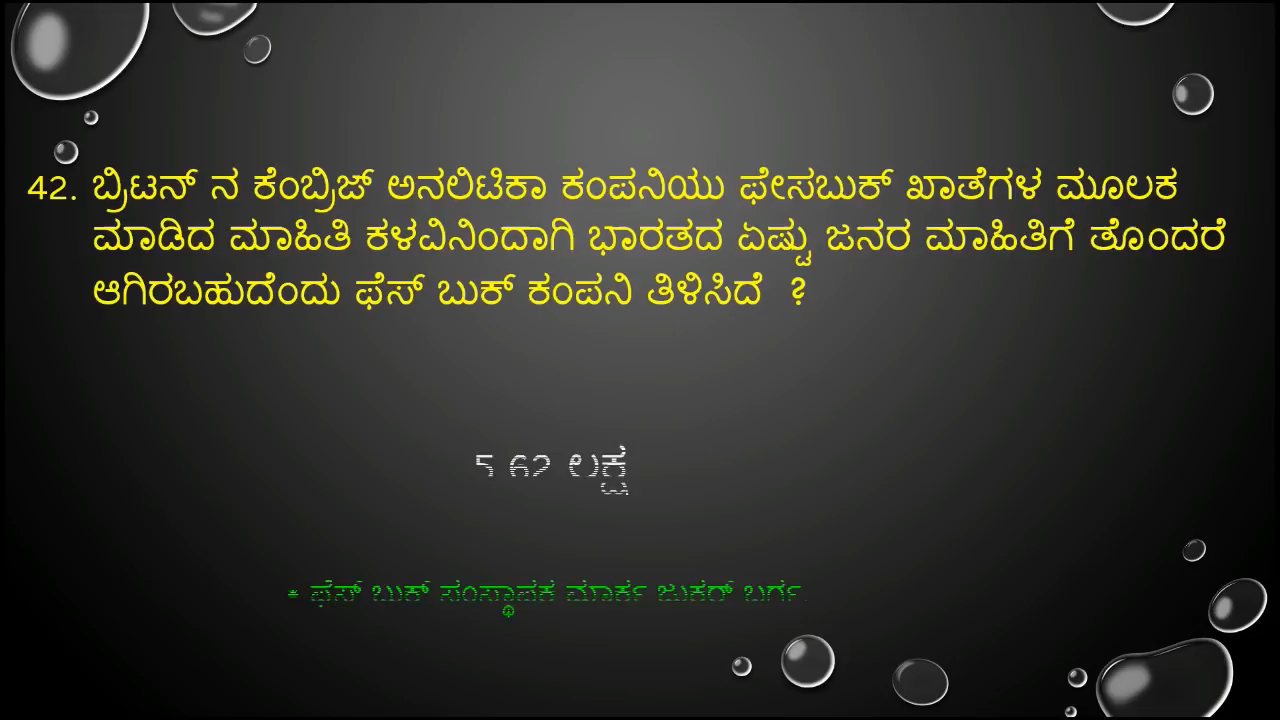 42. ಬ್ರಿಟನ್ ನ ಕೆಂಬ್ರಿಜ್ ಅನಲಿಟಿಕಾ ಕಂಪನಿಯು ಫೇಸಬುಕ್ ಖಾತೆಗಳ ಮೂಲಕ
ಮಾಡಿದ ಮಾಹಿತಿ ಕಳವಿನಿಂದಾಗಿ ಭಾರತದ ಏಷ್ಟು ಜನರ ಮಾಹಿತಿಗೆ ತೊಂದರೆ
ಆಗಿರಬಹುದೆಂದು ಫೆಸ್ ಬುಕ್ ಕಂಪನಿ ತಿಳಿಸಿದೆ ?
5.62 ಲಕ್ಷ
* ಫೆಸ್ ಬುಕ್ ಸಂಸ್ಥಾಪಕ ಮಾರ್ಕ ಜುಕರ್ ಬರ್ಗ